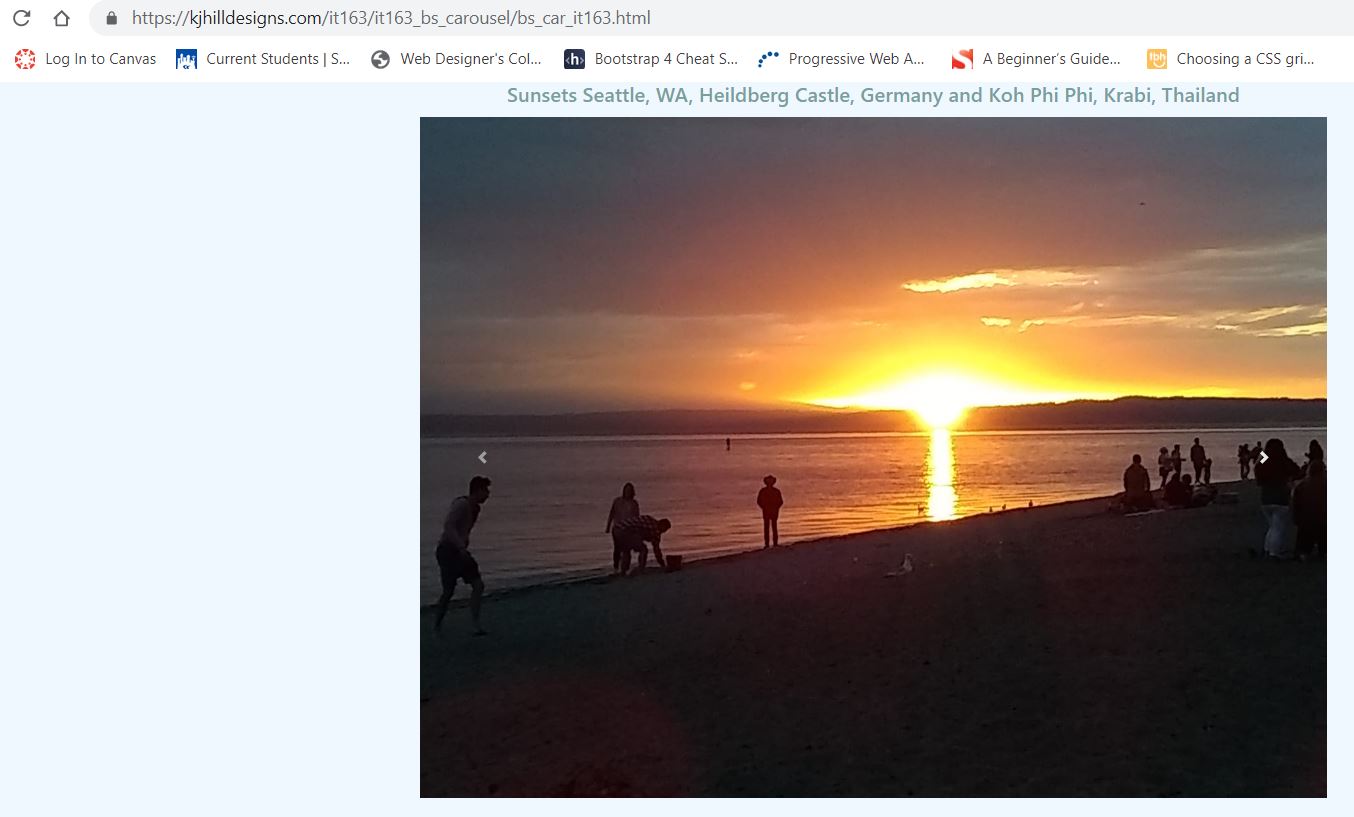 https://kjhilldesigns.com/it163/it163_bs_carousel/bs_car_it163.html
Log In to Canvas Current Students | S... Web Designer's Col... <h> Bootstrap 4 Cheat S... Progressive Web A... A Beginner's Guide... Choosing a CSS gri...
Sunsets Seattle, WA, Heildberg Castle, Germany and Koh Phi Phi, Krabi, Thailand